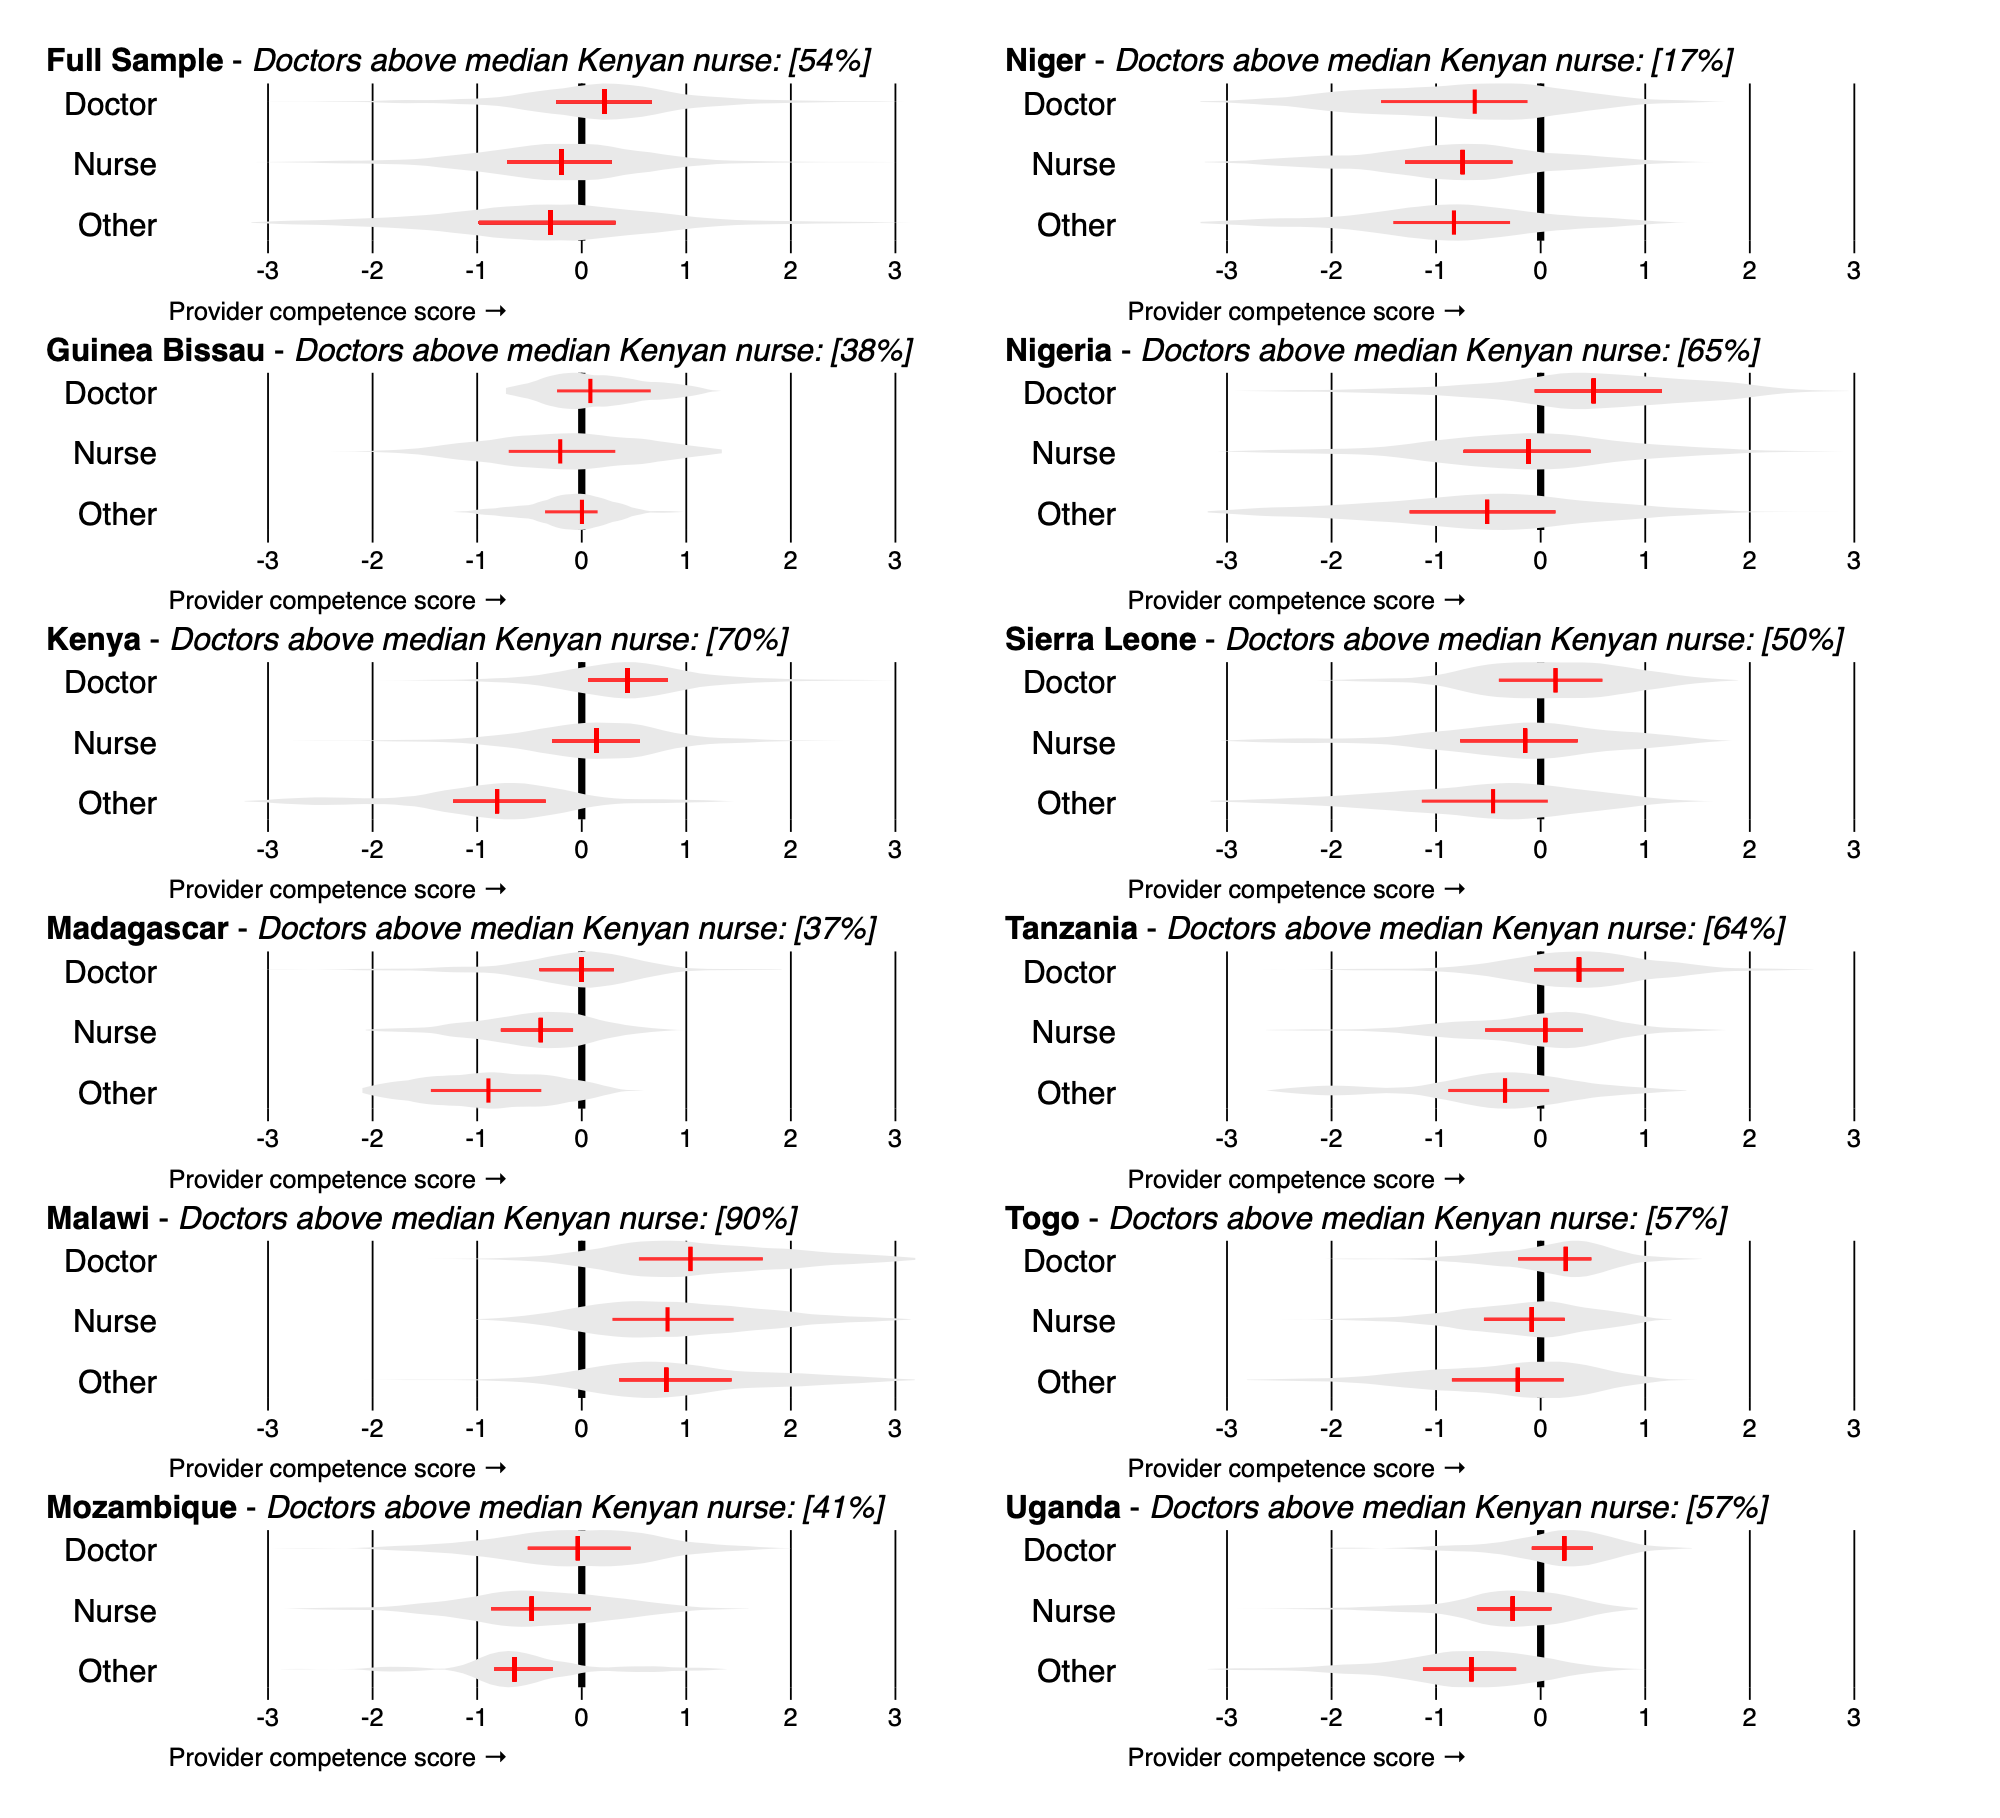 Full Sample - Doctors above median Kenyan nurse: [54%]
Doctor
Nurse
Other
-3 -2 -1 0 1 2 3
Provider competence score →
Guinea Bissau - Doctors above median Kenyan nurse: [38%]
Doctor
Nurse
Other
-3 -2 -1 0 1 2 3
Provider competence score →
Kenya - Doctors above median Kenyan nurse: [70%]
Doctor
Nurse
Other
-3 -2 -1 0 1 2 3
Provider competence score →
Madagascar - Doctors above median Kenyan nurse: [37%]
Doctor
Nurse
Other
-3 -2 -1 0 1 2 3
Provider competence score →
Malawi - Doctors above median Kenyan nurse: [90%]
Doctor
Nurse
Other
-3 -2 -1 0 1 2 3
Provider competence score →
Mozambique - Doctors above median Kenyan nurse: [41%]
Doctor
Nurse
Other
-3 -2 -1 0 1 2 3
Provider competence score →
Niger - Doctors above median Kenyan nurse: [17%]
Doctor
Nurse
Other
-3 -2 -1 0 1 2 3
Provider competence score →
Nigeria - Doctors above median Kenyan nurse: [65%]
Doctor
Nurse
Other
-3 -2 -1 0 1 2 3
Provider competence score →
Sierra Leone - Doctors above median Kenyan nurse: [50%]
Doctor
Nurse
Other
-3 -2 -1 0 1 2 3
Provider competence score →
Tanzania - Doctors above median Kenyan nurse: [64%]
Doctor
Nurse
Other
-3 -2 -1 0 1 2 3
Provider competence score →
Togo - Doctors above median Kenyan nurse: [57%]
Doctor
Nurse
Other
-3 -2 -1 0 1 2 3
Provider competence score →
Uganda - Doctors above median Kenyan nurse: [57%]
Doctor
Nurse
Other
-3 -2 -1 0 1 2 3
Provider competence score →